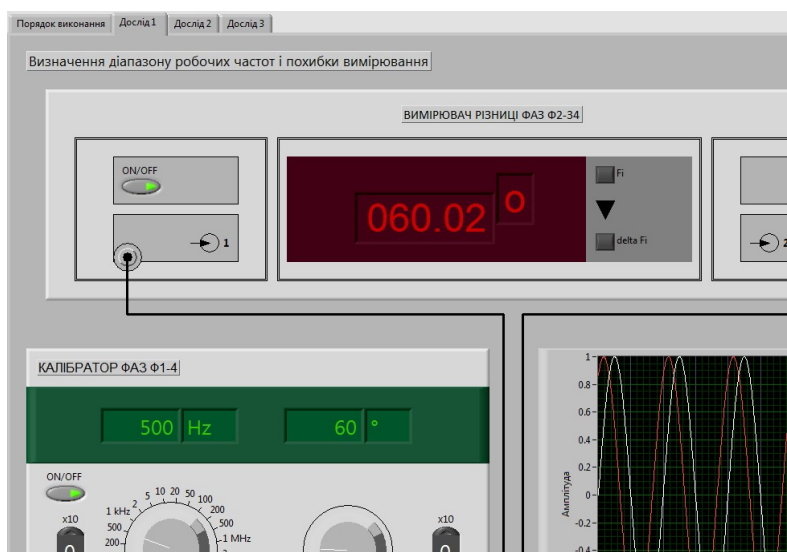 Порядок виконання Дослід 1 Дослід 2 Дослід 3
Визначення діапазону робочих частот і похибки вимірювання
ВИМІРЮВАЧ РІЗНИЦІ ФАЗ Ф2-34
ON/OFF
1
060.02 o
Fi
delta Fi
2
КАЛІБРАТОР ФАЗ Ф1-4
500 Hz 60 °
ON/OFF
x10
0
200
500
1 kHz
2
5
10
20
50
100
200
500
1 MHz
x10
0
Амплітуда
1
0.8
0.6
0.4
0.2
0
-0.2
-0.4